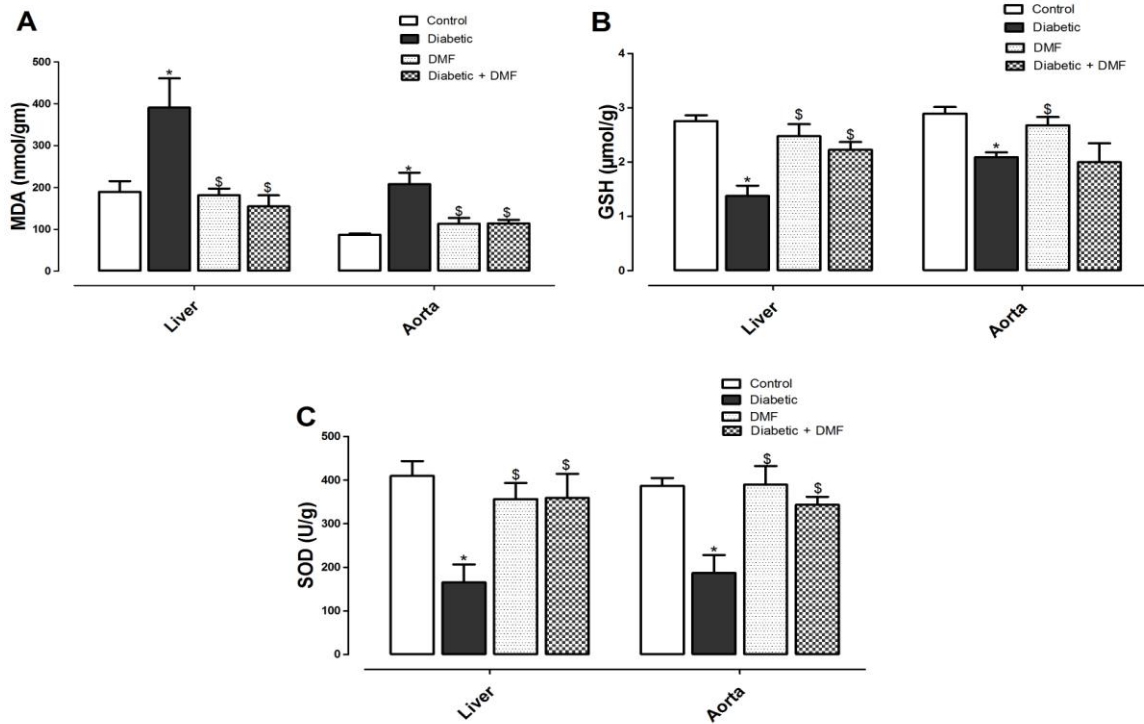 A
Control
Diabetic
DMF
Diabetic + DMF
MDA (nmol/gm)
500
400
300
200
100
0
*
$
$
*
$
$
Liver
Aorta
B
Control
Diabetic
DMF
Diabetic + DMF
GSH (µmol/g)
4
3
2
1
0
*
$
$
*
$
Liver
Aorta
C
Control
Diabetic
DMF
Diabetic + DMF
SOD (U/g)
500
400
300
200
100
0
*
$
$
*
$
$
Liver
Aorta